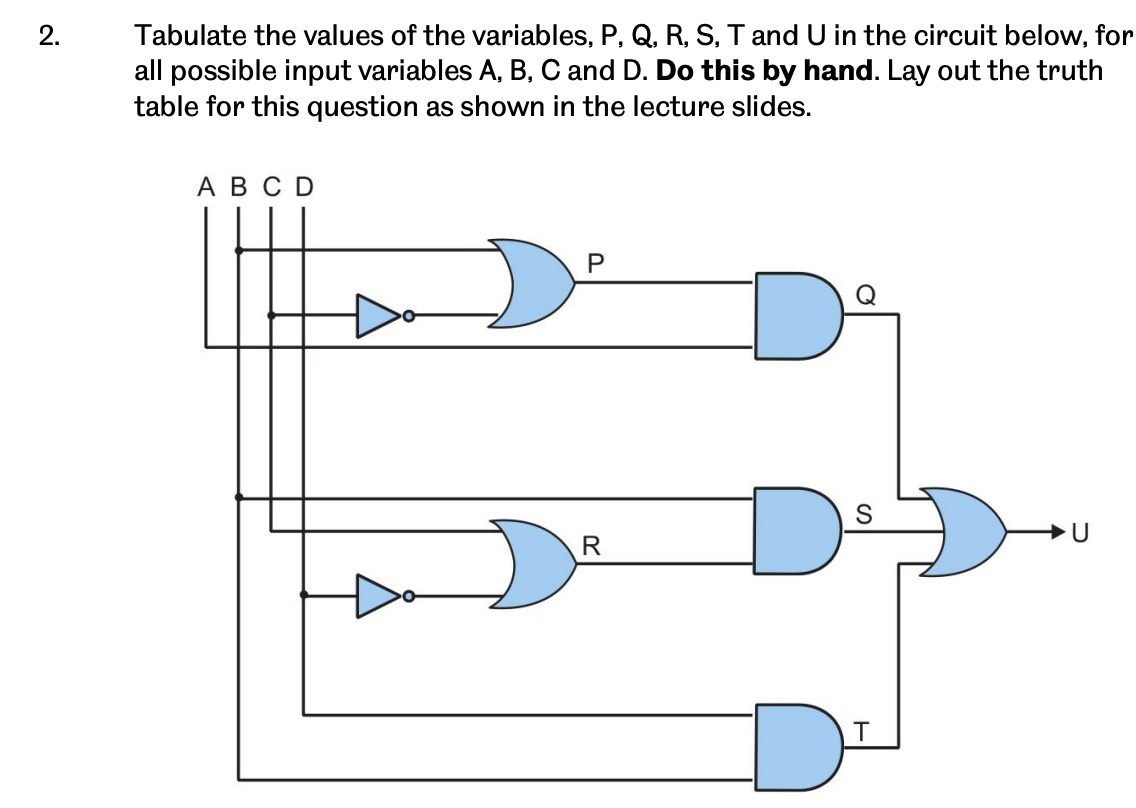 2. Tabulate the values of the variables, P, Q, R, S, T and U in the circuit below, for
all possible input variables A, B, C and D. Do this by hand. Lay out the truth
table for this question as shown in the lecture slides.
A B C D
P
Q
S
R
U
T